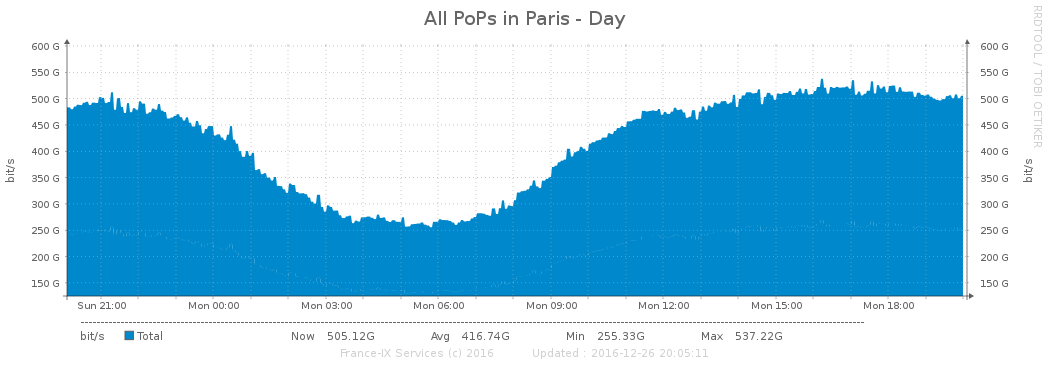 All PoPs in Paris - Day
RRDTOOL / TOBI OETIKER
bit/s
600 G
550 G
500 G
450 G
400 G
350 G
300 G
250 G
200 G
150 G
600 G
550 G
500 G
450 G
400 G
350 G
300 G
250 G
200 G
150 G
bit/s
Sun 21:00 Mon 00:00 Mon 03:00 Mon 06:00 Mon 09:00 Mon 12:00 Mon 15:00 Mon 18:00
bit/s Total Now 505.12G Avg 416.74G Min 255.33G Max 537.22G
France-IX Services (c) 2016 Updated : 2016-12-26 20:05:11